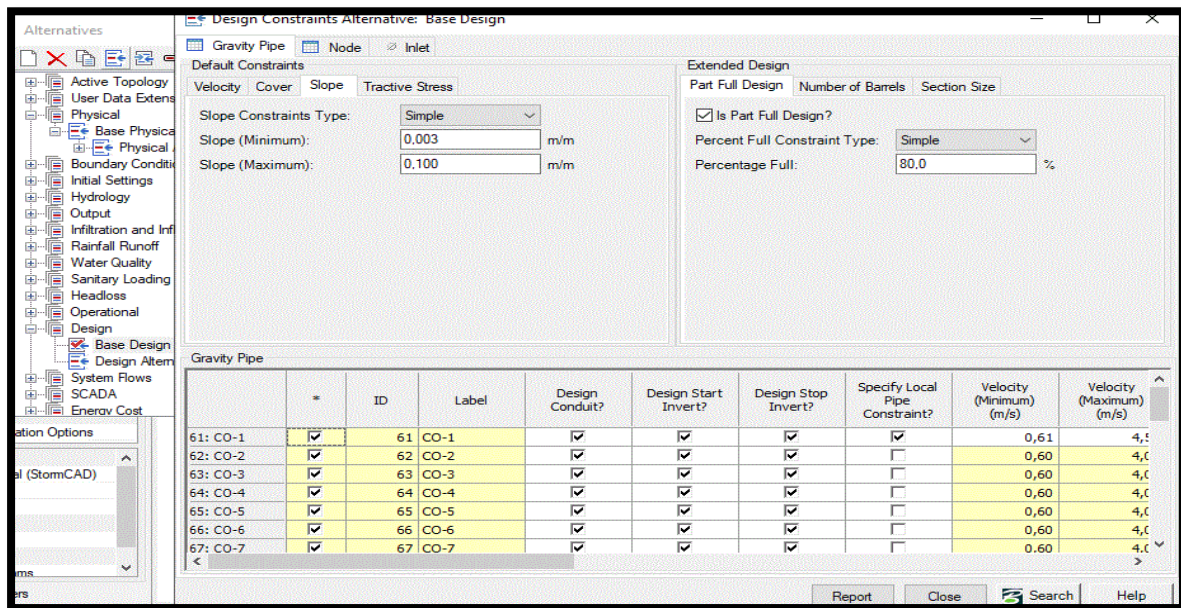 Alternatives
Design Constraints Alternative: Base Design
Gravity Pipe Node Inlet
Default Constraints
Velocity Cover Slope Tractive Stress
Slope Constraints Type: Simple
Slope (Minimum): 0,003 m/m
Slope (Maximum): 0,100 m/m
Extended Design
Part Full Design Number of Barrels Section Size
Is Part Full Design?
Percent Full Constraint Type: Simple
Percentage Full: 80,0 %
Active Topology
User Data Extens
Physical
Base Physica
Physical
Boundary Conditi
Initial Settings
Hydrology
Output
Infiltration and Inf
Rainfall Runoff
Water Quality
Sanitary Loading
Headloss
Operational
Design
Base Design
Design Altern
System Flows
SCADA
Energy Cost
ation Options
al (StormCAD)
ms
ers
Gravity Pipe
* ID Label Design Conduit? Design Start Invert? Design Stop Invert? Specify Local Pipe Constraint? Velocity (Minimum) (m/s) Velocity (Maximum) (m/s)
61: CO-1 61 CO-1 0,61 4,5
62: CO-2 62 CO-2 0,60 4,0
63: CO-3 63 CO-3 0,60 4,0
64: CO-4 64 CO-4 0,60 4,0
65: CO-5 65 CO-5 0,60 4,0
66: CO-6 66 CO-6 0,60 4,0
67: CO-7 67 CO-7 0,60 4,0
Report Close Search Help